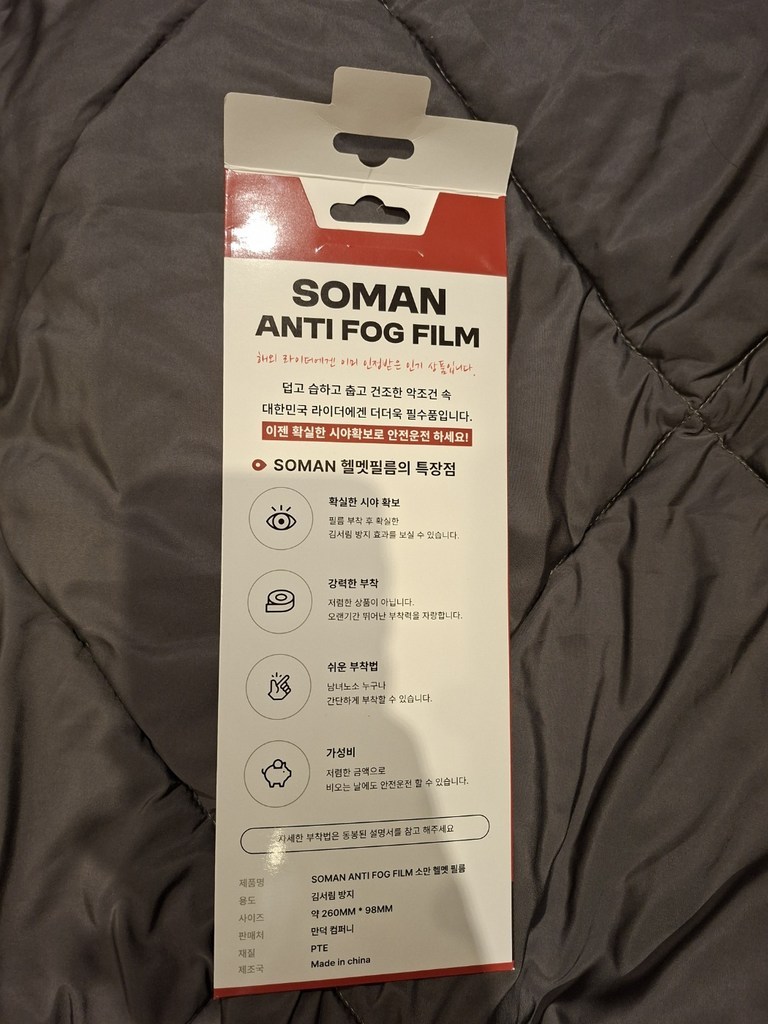 SOMAN
ANTI FOG FILM
해외 라이더에겐 이미 인정받은 인기 상품입니다.
덥고 습하고 춥고 건조한 악조건 속
대한민국 라이더에겐 더더욱 필수품입니다.
이젠 확실한 시야확보로 안전운전 하세요!
SOMAN 헬멧필름의 특장점
확실한 시야 확보
필름 부착 후 확실한
김서림 방지 효과를 보실 수 있습니다.
강력한 부착
저렴한 상품이 아닙니다.
오랜기간 뛰어난 부착력을 자랑합니다.
쉬운 부착법
남녀노소 누구나
간단하게 부착할 수 있습니다.
가성비
저렴한 금액으로
비오는 날에도 안전운전 할 수 있습니다.
자세한 부착법은 동봉된 설명서를 참고 해주세요
제품명 SOMAN ANTI FOG FILM 소만 헬멧 필름
용도 김서림 방지
사이즈 약 260MM * 98MM
판매처 만덕 컴퍼니
재질 PTE
제조국 Made in china